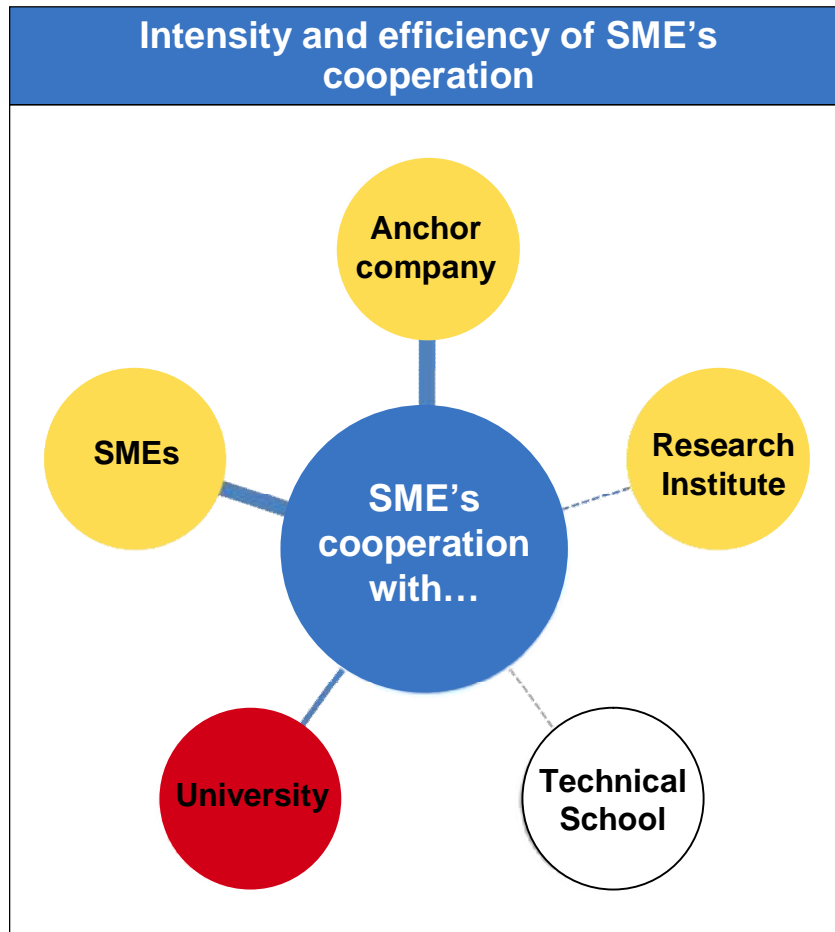 Intensity and efficiency of SME’s
cooperation
Anchor
company
SMEs
Research
Institute
SME’s
cooperation
with…
University
Technical
School